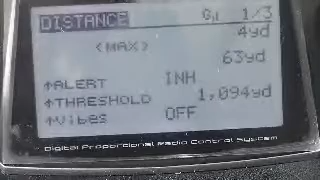 DISTANCE 1/3
4yd
<MAX>
63yd
↑ALERT INH
↑THRESHOLD 1,094yd
↑Vibes OFF
Digital Proportional Radio Control System